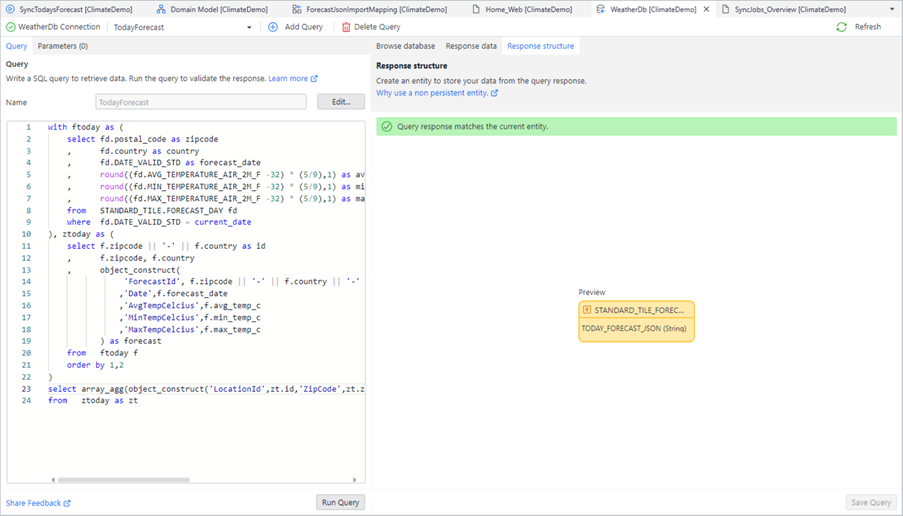 SyncTodaysForecast [ClimateDemo] Domain Model [ClimateDemo] ForecastJsonImportMapping [ClimateDemo] Home_Web [ClimateDemo] WeatherDb [ClimateDemo] SyncJobs_Overview [ClimateDemo]
WeatherDb Connection TodayForecast Add Query Delete Query Refresh
Query Parameters (0)
Query
Write a SQL query to retrieve data. Run the query to validate the response. Learn more
Name TodayForecast Edit...
1 with ftoday as (
2 select fd.postal_code as zipcode
3 , fd.country as country
4 , fd.DATE_VALID_STD as forecast_date
5 , round((fd.AVG_TEMPERATURE_AIR_2M_F -32) * (5/9),1) as av
6 , round((fd.MIN_TEMPERATURE_AIR_2M_F -32) * (5/9),1) as mi
7 , round((fd.MAX_TEMPERATURE_AIR_2M_F -32) * (5/9),1) as ma
8 from STANDARD_TILE.FORECAST_DAY fd
9 where fd.DATE_VALID_STD = current_date
10 ), ztoday as (
11 select f.zipcode || '-' || f.country as id
12 , f.zipcode, f.country
13 , object_construct(
14 'ForecastId', f.zipcode || '-' || f.country || '-'
15 ,'Date',f.forecast_date
16 ,'AvgTempCelcius',f.avg_temp_c
17 ,'MinTempCelcius',f.min_temp_c
18 ,'MaxTempCelcius',f.max_temp_c
19 ) as forecast
20 from ftoday f
21 order by 1,2
22 )
23 select array_agg(object_construct('LocationId',zt.id,'ZipCode',zt.z
24 from ztoday as zt
Share Feedback Run Query
Browse database Response data Response structure
Response structure
Create an entity to store your data from the query response.
Why use a non persistent entity.
Query response matches the current entity.
Preview
STANDARD_TILE_FOREC...
TODAY_FORECAST_JSON (String)
Save Query